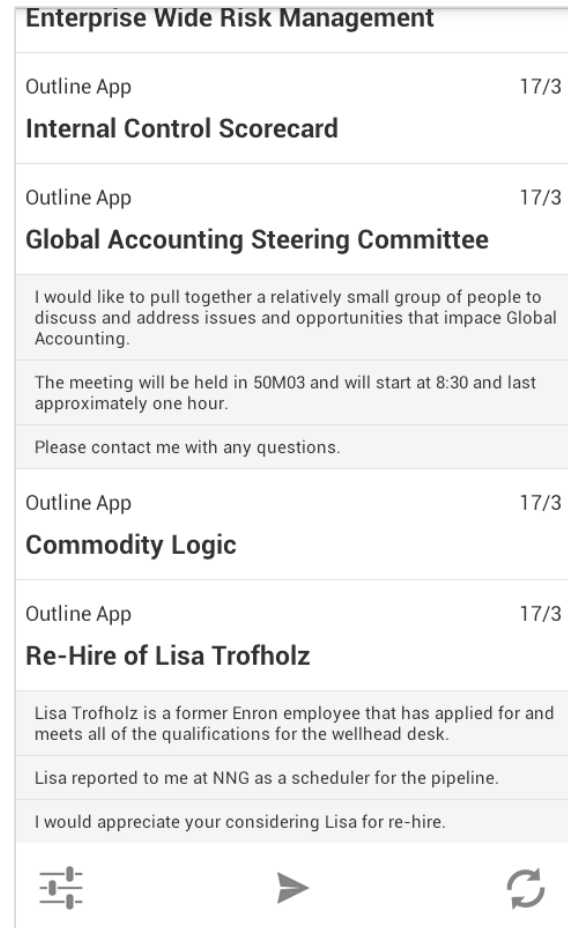 Enterprise Wide Risk Management
Outline App 17/3
Internal Control Scorecard
Outline App 17/3
Global Accounting Steering Committee
I would like to pull together a relatively small group of people to
discuss and address issues and opportunities that impace Global
Accounting.
The meeting will be held in 50M03 and will start at 8:30 and last
approximately one hour.
Please contact me with any questions.
Outline App 17/3
Commodity Logic
Outline App 17/3
Re-Hire of Lisa Trofholz
Lisa Trofholz is a former Enron employee that has applied for and
meets all of the qualifications for the wellhead desk.
Lisa reported to me at NNG as a scheduler for the pipeline.
I would appreciate your considering Lisa for re-hire.